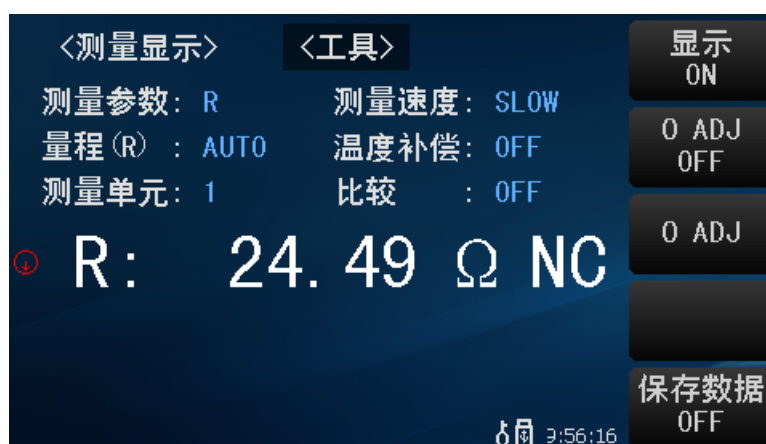 <测量显示> <工具>
测量参数: R 测量速度: SLOW
量程(R) : AUTO 温度补偿: OFF
测量单元: 1 比较 : OFF
R: 24.49 Ω NC
显示
ON
O ADJ
OFF
O ADJ
保存数据
OFF
9:56:16